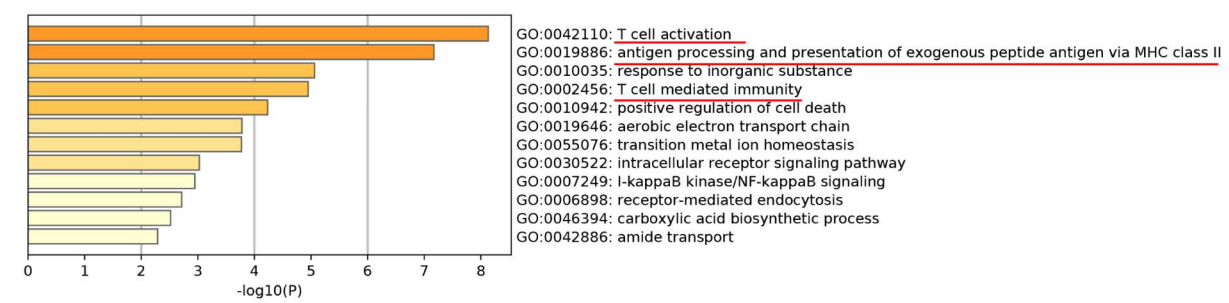 GO:0042110: T cell activation
GO:0019886: antigen processing and presentation of exogenous peptide antigen via MHC class II
GO:0010035: response to inorganic substance
GO:0002456: T cell mediated immunity
GO:0010942: positive regulation of cell death
GO:0019646: aerobic electron transport chain
GO:0055076: transition metal ion homeostasis
GO:0030522: intracellular receptor signaling pathway
GO:0007249: I-kappaB kinase/NF-kappaB signaling
GO:0006898: receptor-mediated endocytosis
GO:0046394: carboxylic acid biosynthetic process
GO:0042886: amide transport
0 1 2 3 4 5 6 7 8
-log10(P)